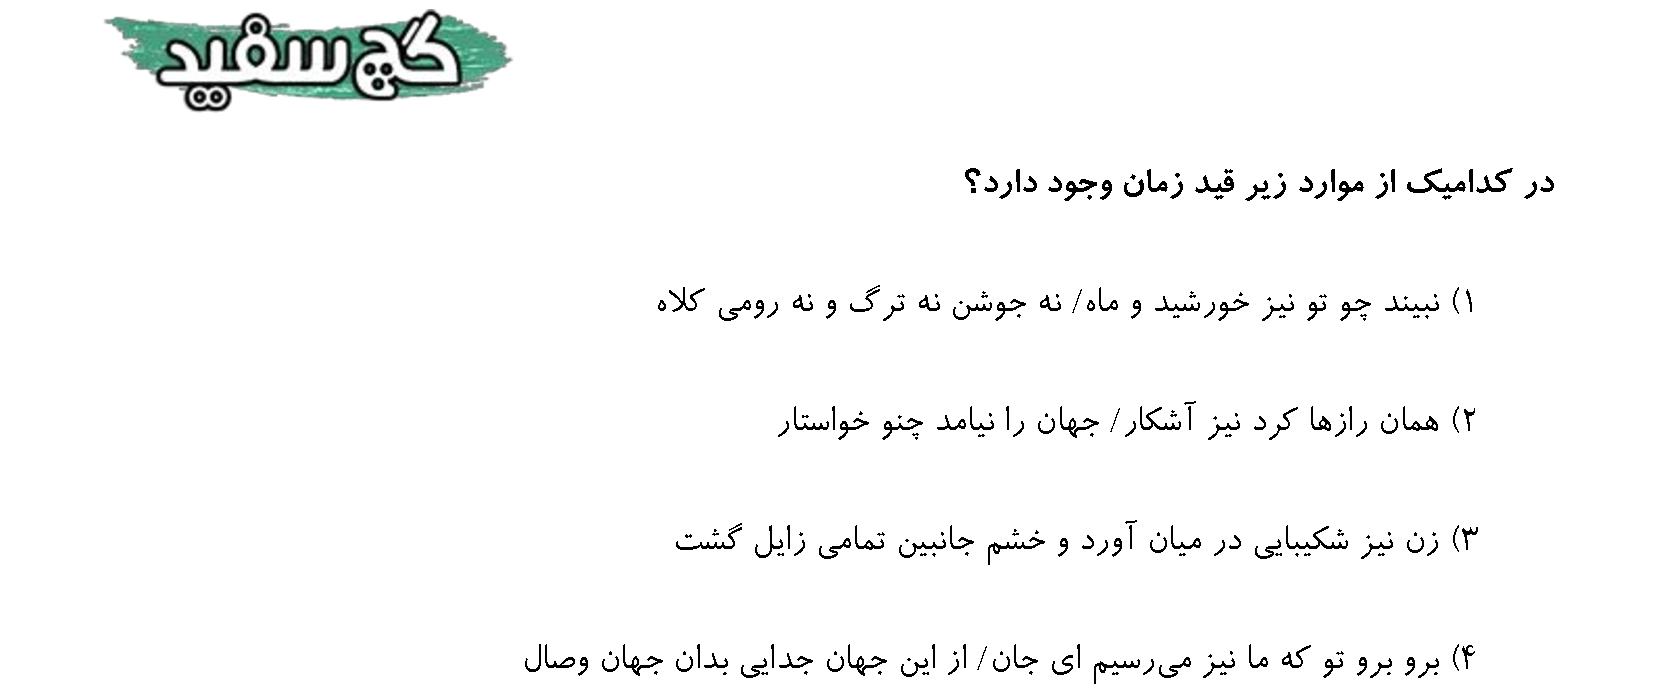 گچ سفید
در کدامیک از موارد زیر قید زمان وجود دارد؟
۱) نبیند چو تو نیز خورشید و ماه/ نه جوشن نه ترگ و نه رومی کلاه
۲) همان رازها کرد نیز آشکار/ جهان را نیامد چنو خواستار
۳) زن نیز شکیبایی در میان آورد و خشم جانبین تمامی زایل گشت
۴) برو برو تو که ما نیز می‌رسیم ای جان/ از این جهان جدایی بدان جهان وصال